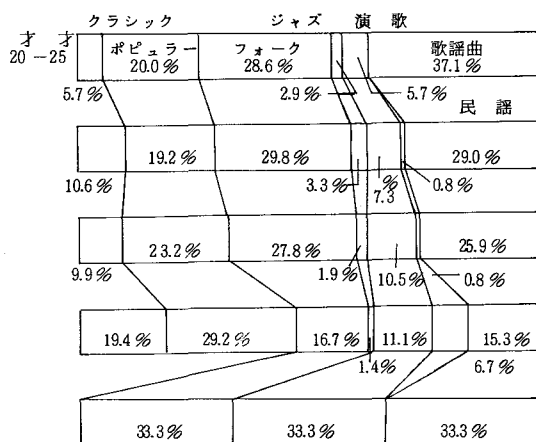 クラシック ジャズ 演歌
才 才
20－25
ポピュラー フォーク 歌謡曲
20.0% 28.6% 37.1%
5.7% 2.9% 5.7%
民謡
19.2% 29.8% 29.0%
10.6% 3.3% 7.3% 0.8%
23.2% 27.8% 25.9%
9.9% 1.9% 10.5% 0.8%
19.4% 29.2% 16.7% 11.1% 15.3%
1.4% 6.7%
33.3% 33.3% 33.3%